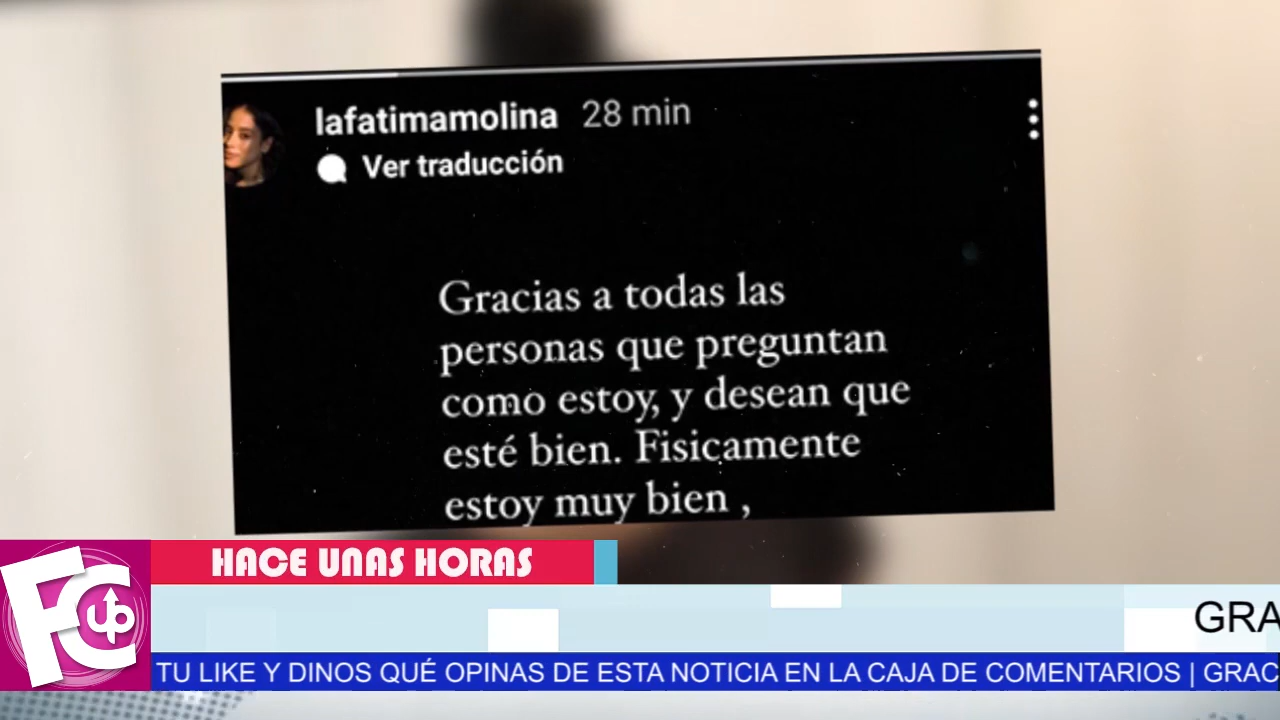 lafatimamolina 28 min
Ver traducción
Gracias a todas las
personas que preguntan
como estoy, y desean que
esté bien. Fisicamente
estoy muy bien ,
HACE UNAS HORAS
FC up
GRA
TU LIKE Y DINOS QUÉ OPINAS DE ESTA NOTICIA EN LA CAJA DE COMENTARIOS | GRAC